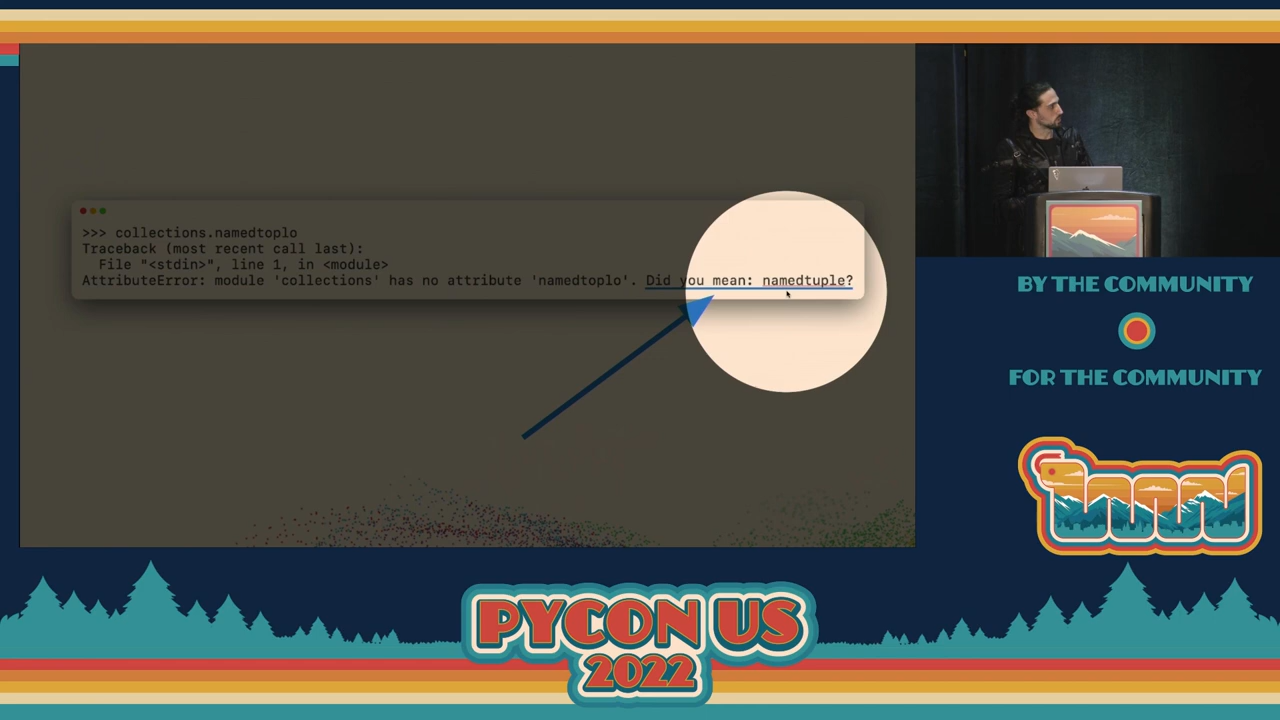 >>> collections.namedtoplo
Traceback (most recent call last):
  File "<stdin>", line 1, in <module>
AttributeError: module 'collections' has no attribute 'namedtoplo'. Did you mean: namedtuple?
BY THE COMMUNITY
FOR THE COMMUNITY
PYCON US
2022